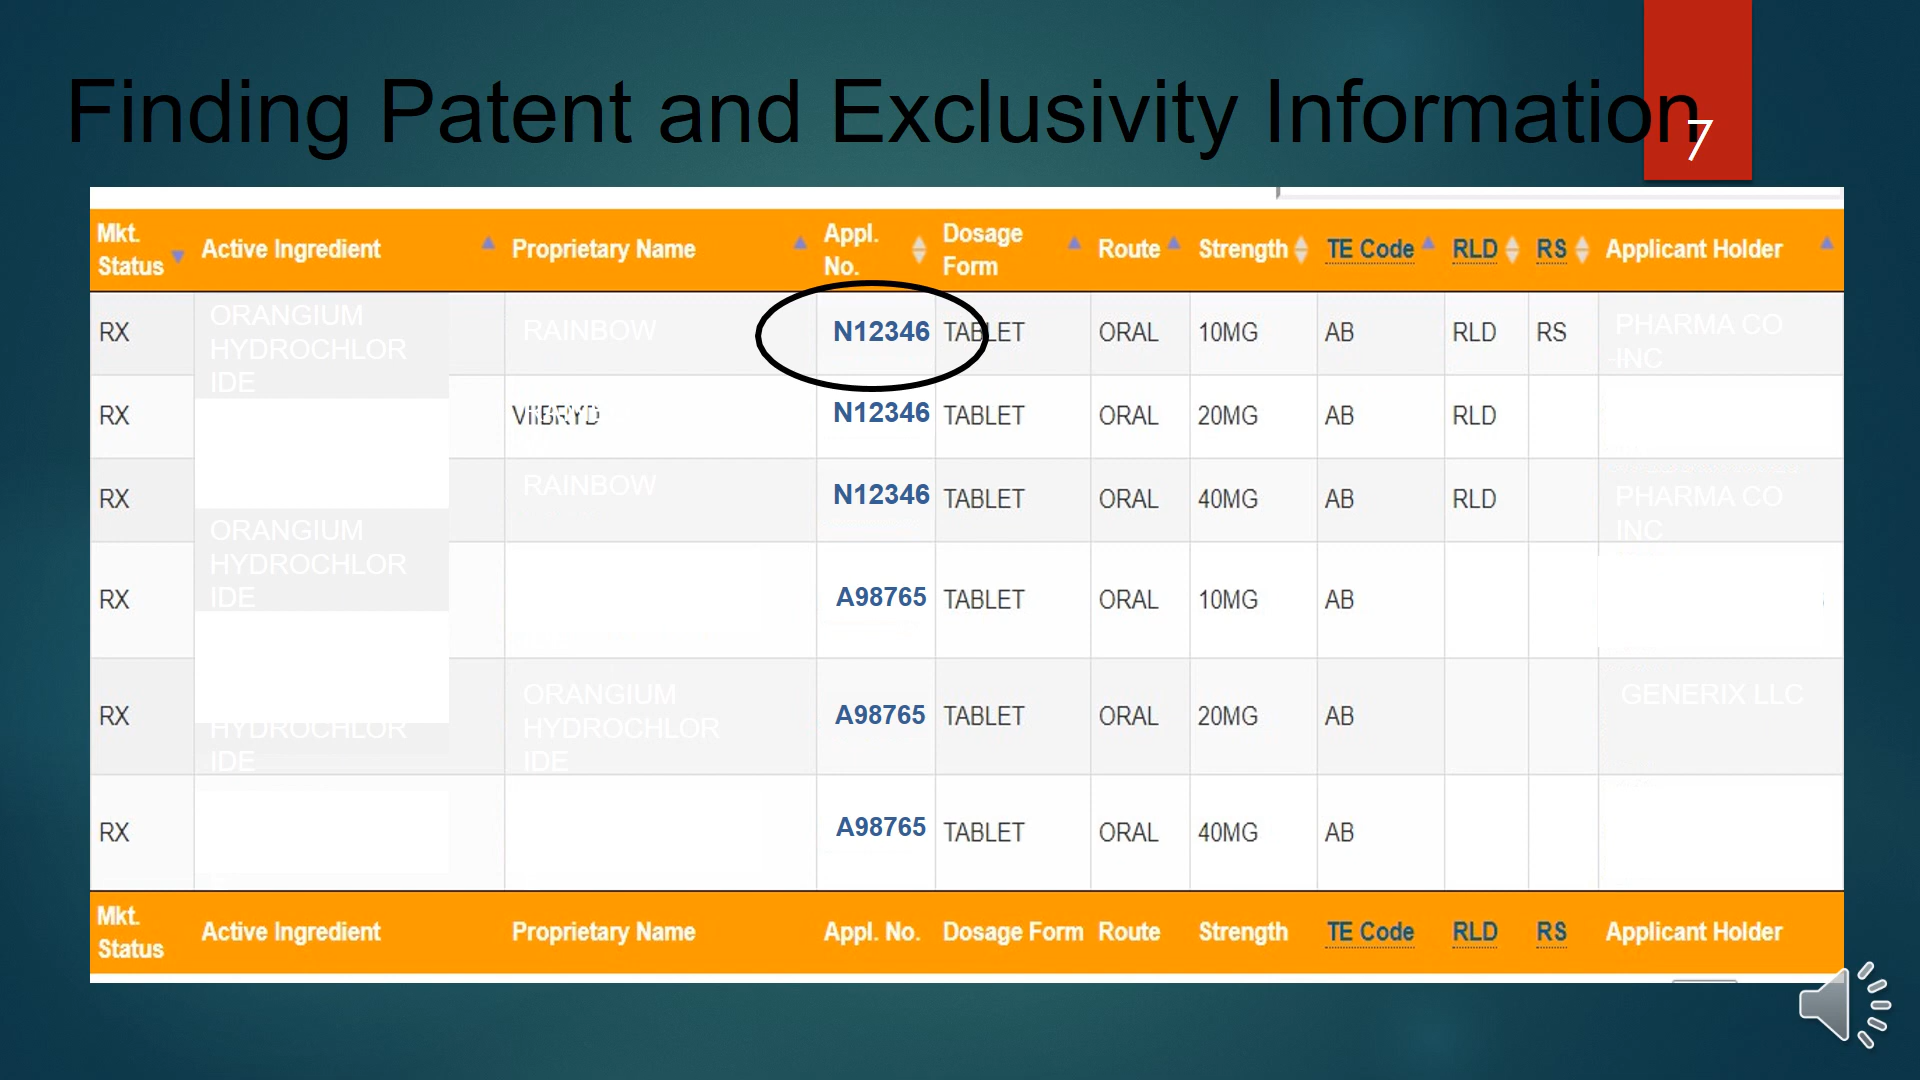 Finding Patent and Exclusivity Information
7
Mkt. Status Active Ingredient Proprietary Name Appl. No. Dosage Form Route Strength TE Code RLD RS Applicant Holder
RX ORANGIUM HYDROCHLORIDE RAINBOW N12346 TABLET ORAL 10MG AB RLD RS PHARMA CO INC
RX N12346 TABLET ORAL 20MG AB RLD
RX RAINBOW N12346 TABLET ORAL 40MG AB RLD PHARMA CO INC
RX ORANGIUM HYDROCHLORIDE A98765 TABLET ORAL 10MG AB
RX HYDROCHLORIDE ORANGIUM HYDROCHLORIDE A98765 TABLET ORAL 20MG AB GENERIX LLC
RX A98765 TABLET ORAL 40MG AB
Mkt. Status Active Ingredient Proprietary Name Appl. No. Dosage Form Route Strength TE Code RLD RS Applicant Holder